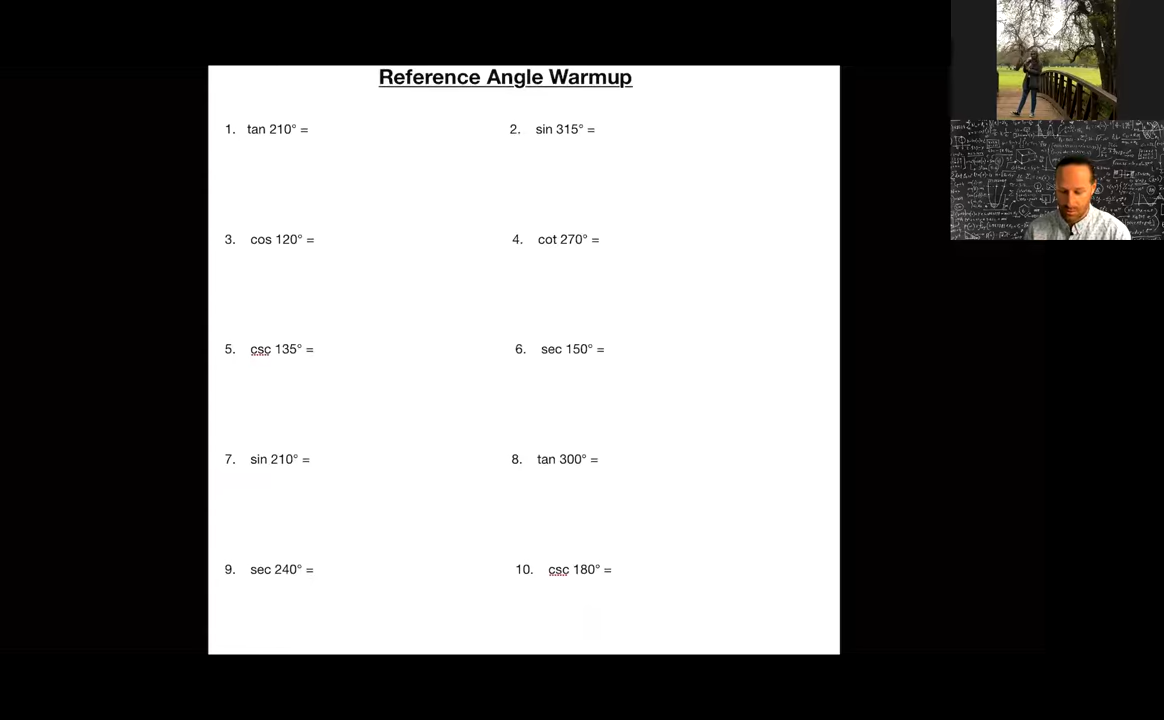 Reference Angle Warmup
1. tan 210° =
2. sin 315° =
3. cos 120° =
4. cot 270° =
5. csc 135° =
6. sec 150° =
7. sin 210° =
8. tan 300° =
9. sec 240° =
10. csc 180° =